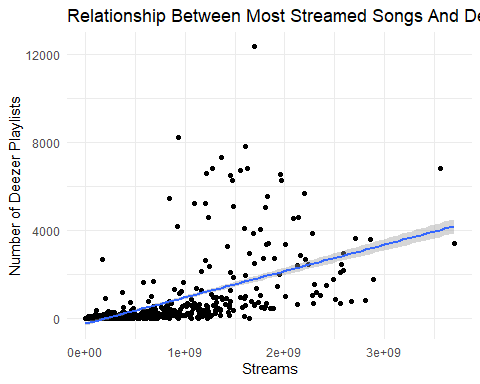 Relationship Between Most Streamed Songs And De
12000
8000
4000
0
Number of Deezer Playlists
0e+00 1e+09 2e+09 3e+09
Streams